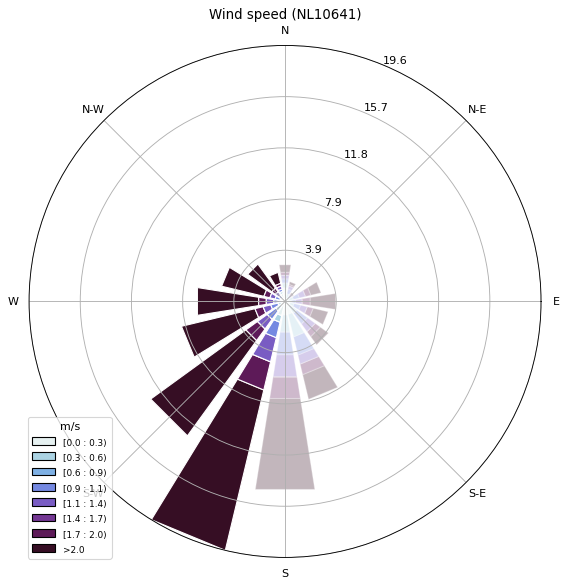 Wind speed (NL10641)
N
19.6
N-W
15.7
N-E
11.8
7.9
3.9
W
E
m/s
[0.0 : 0.3)
[0.3 : 0.6)
[0.6 : 0.9)
[0.9 : 1.1)
[1.1 : 1.4)
[1.4 : 1.7)
[1.7 : 2.0)
>2.0
S-W
S-E
S